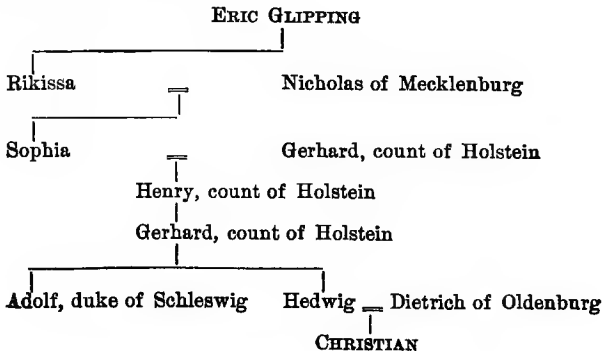 ERIC GLIPPING
Rikissa = Nicholas of Mecklenburg
Sophia = Gerhard, count of Holstein
Henry, count of Holstein
Gerhard, count of Holstein
Adolf, duke of Schleswig Hedwig = Dietrich of Oldenburg
CHRISTIAN